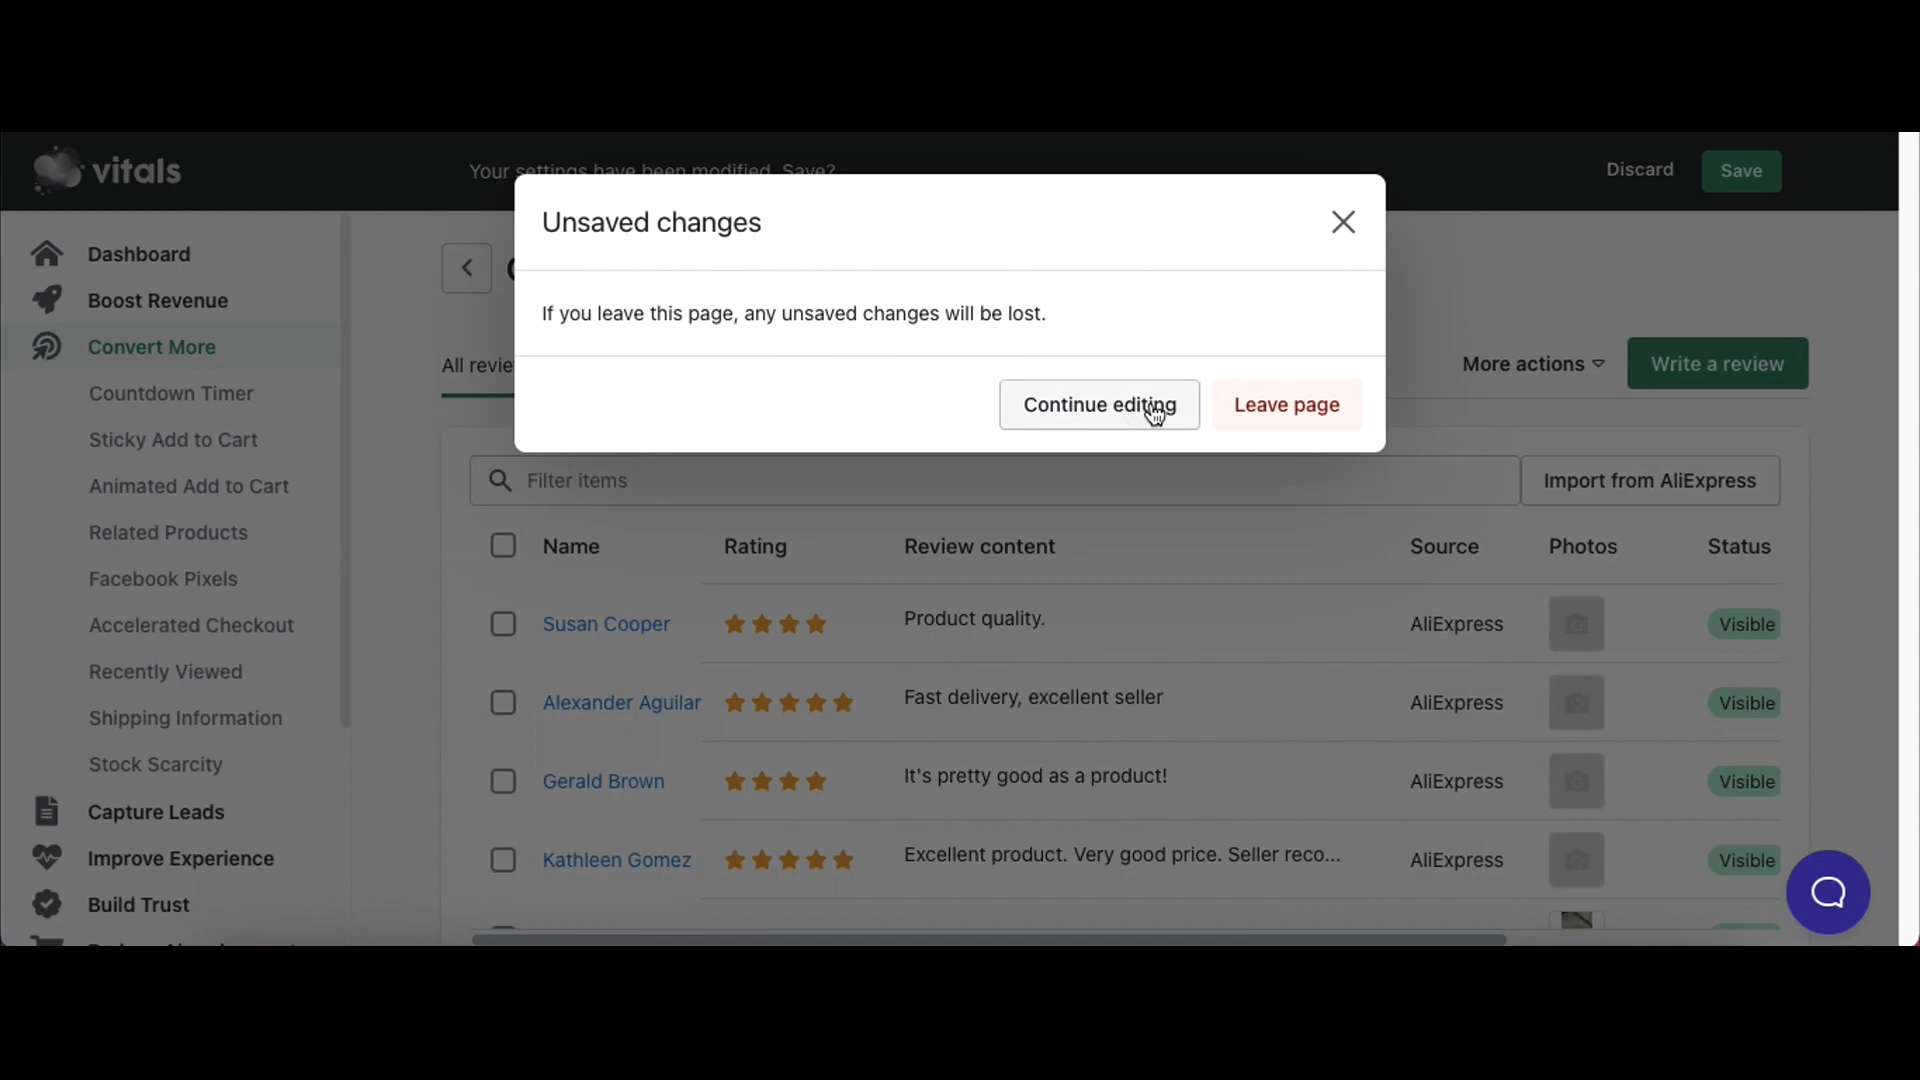 vitals
Your settings have been modified. Save?
Discard
Save
Unsaved changes
If you leave this page, any unsaved changes will be lost.
Continue editing
Leave page
Dashboard
Boost Revenue
Convert More
Countdown Timer
Sticky Add to Cart
Animated Add to Cart
Related Products
Facebook Pixels
Accelerated Checkout
Recently Viewed
Shipping Information
Stock Scarcity
Capture Leads
Improve Experience
Build Trust
All revie
More actions
Write a review
Filter items
Import from AliExpress
Name Rating Review content Source Photos Status
Susan Cooper Product quality. AliExpress Visible
Alexander Aguilar Fast delivery, excellent seller AliExpress Visible
Gerald Brown It's pretty good as a product! AliExpress Visible
Kathleen Gomez Excellent product. Very good price. Seller reco... AliExpress Visible